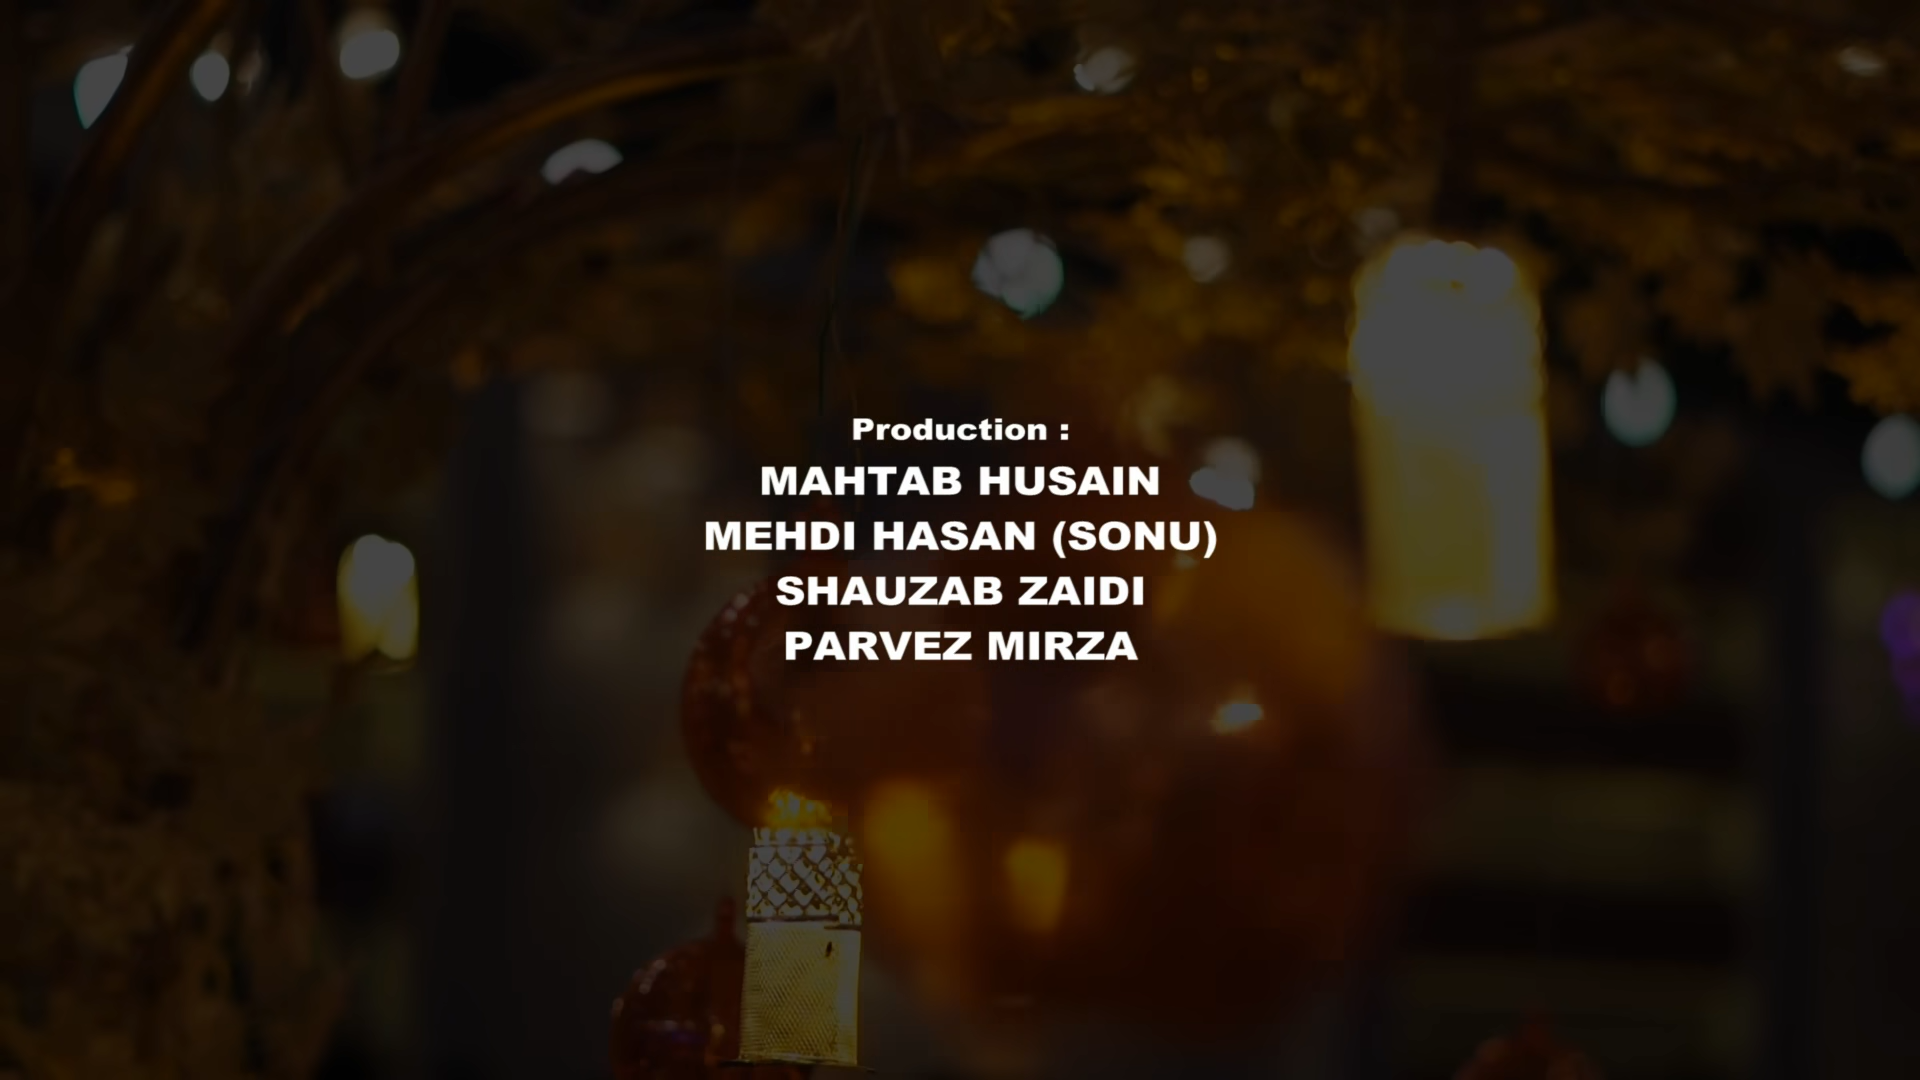 Production :
MAHTAB HUSAIN
MEHDI HASAN (SONU)
SHAUZAB ZAIDI
PARVEZ MIRZA